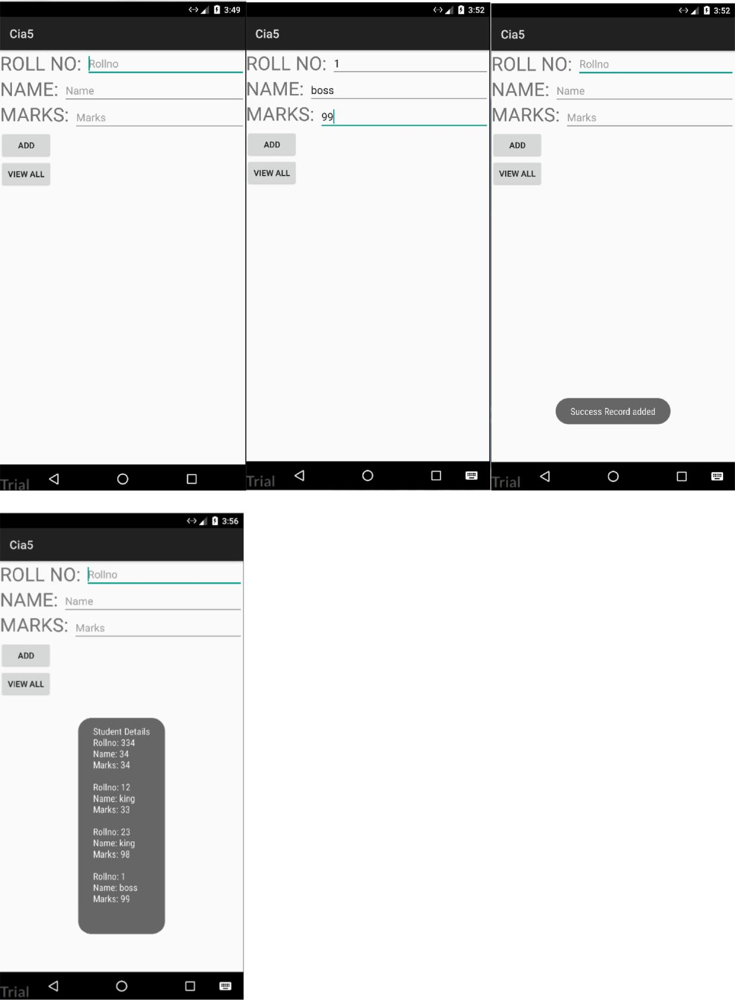 3:49
Cia5
ROLL NO: Rollno
NAME: Name
MARKS: Marks
ADD
VIEW ALL
Trial
3:52
Cia5
ROLL NO: 1
NAME: boss
MARKS: 99
ADD
VIEW ALL
Trial
3:52
Cia5
ROLL NO: Rollno
NAME: Name
MARKS: Marks
ADD
VIEW ALL
Success Record added
Trial
3:56
Cia5
ROLL NO: Rollno
NAME: Name
MARKS: Marks
ADD
VIEW ALL
Student Details
Rollno: 334
Name: 34
Marks: 34
Rollno: 12
Name: king
Marks: 33
Rollno: 23
Name: king
Marks: 98
Rollno: 1
Name: boss
Marks: 99
Trial